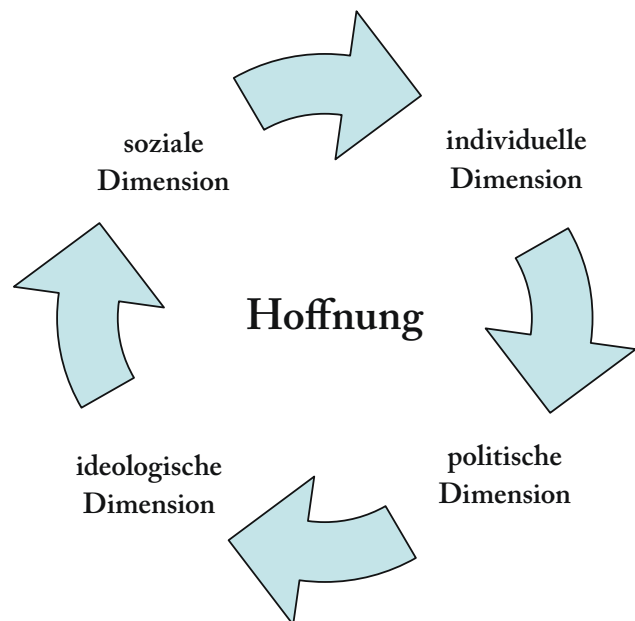 soziale
Dimension
individuelle
Dimension
Hoffnung
ideologische
Dimension
politische
Dimension